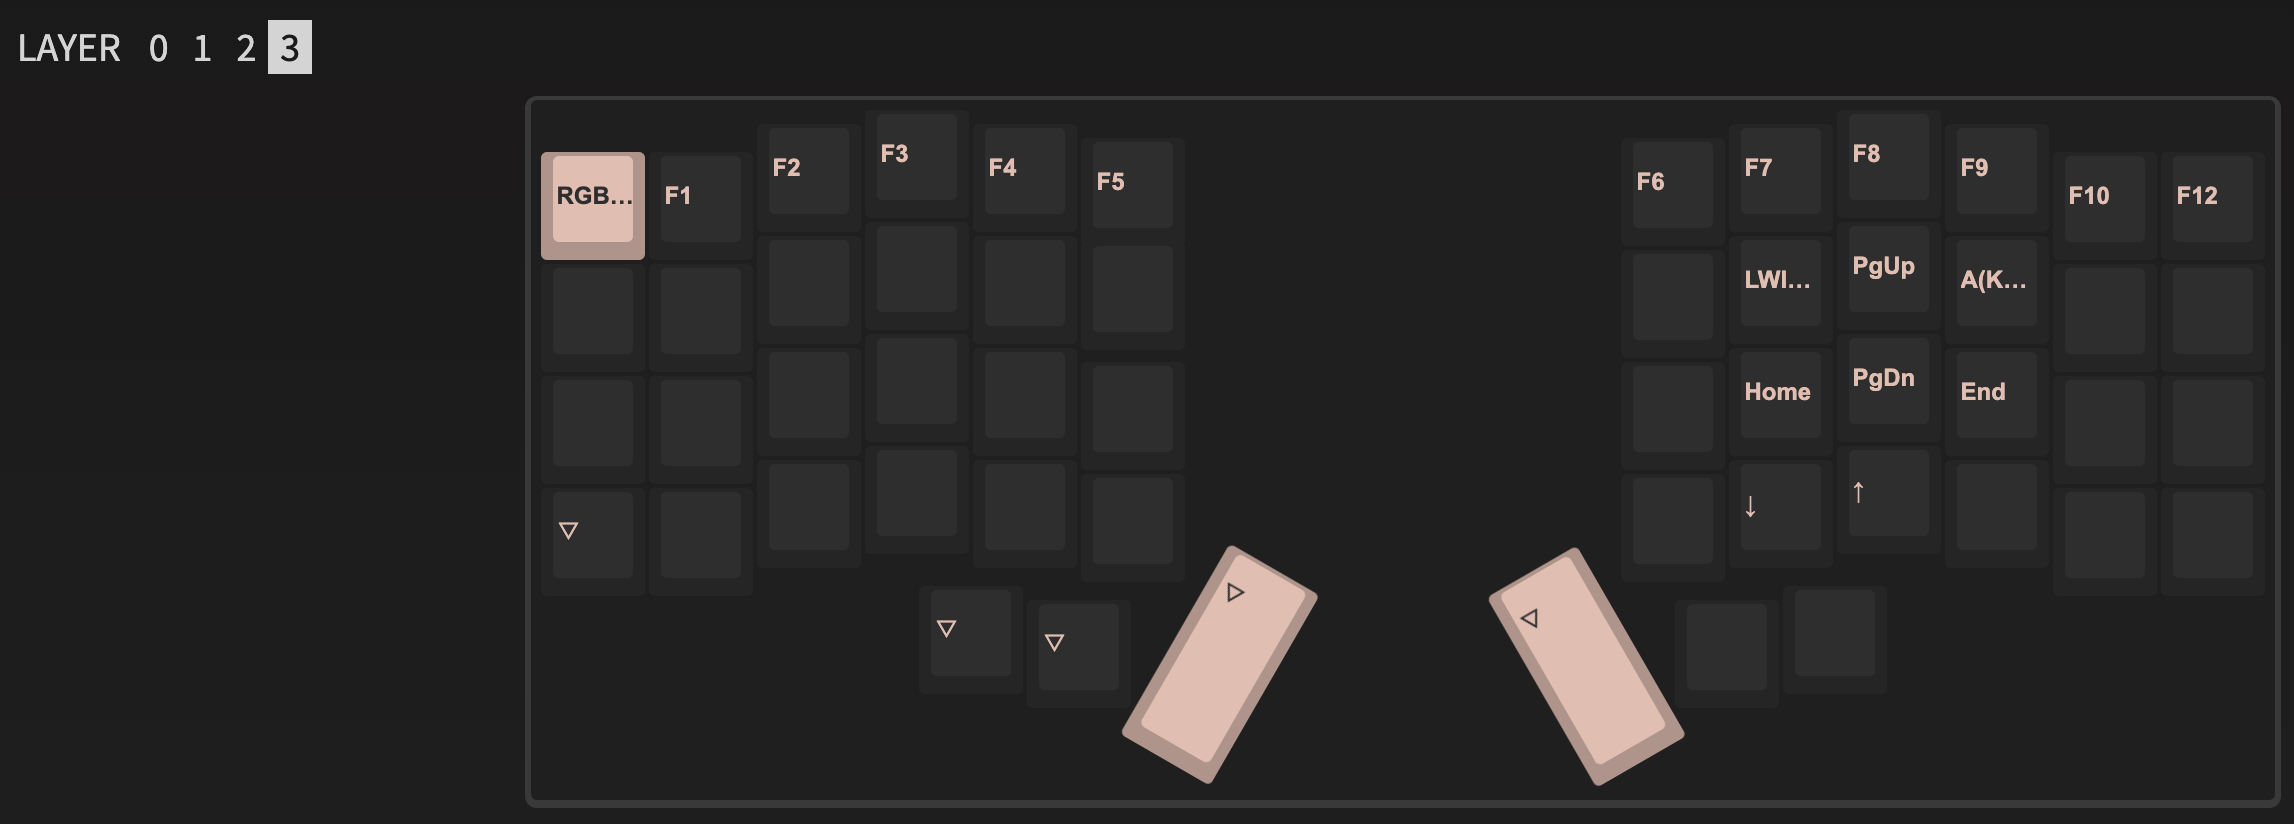 LAYER 0 1 2 3
RGB... F1 F2 F3 F4 F5 F6 F7 F8 F9 F10 F12
LWI... PgUp A(K...
Home PgDn End
▽ ↓ ↑
▽ ▽ ▷ ◁